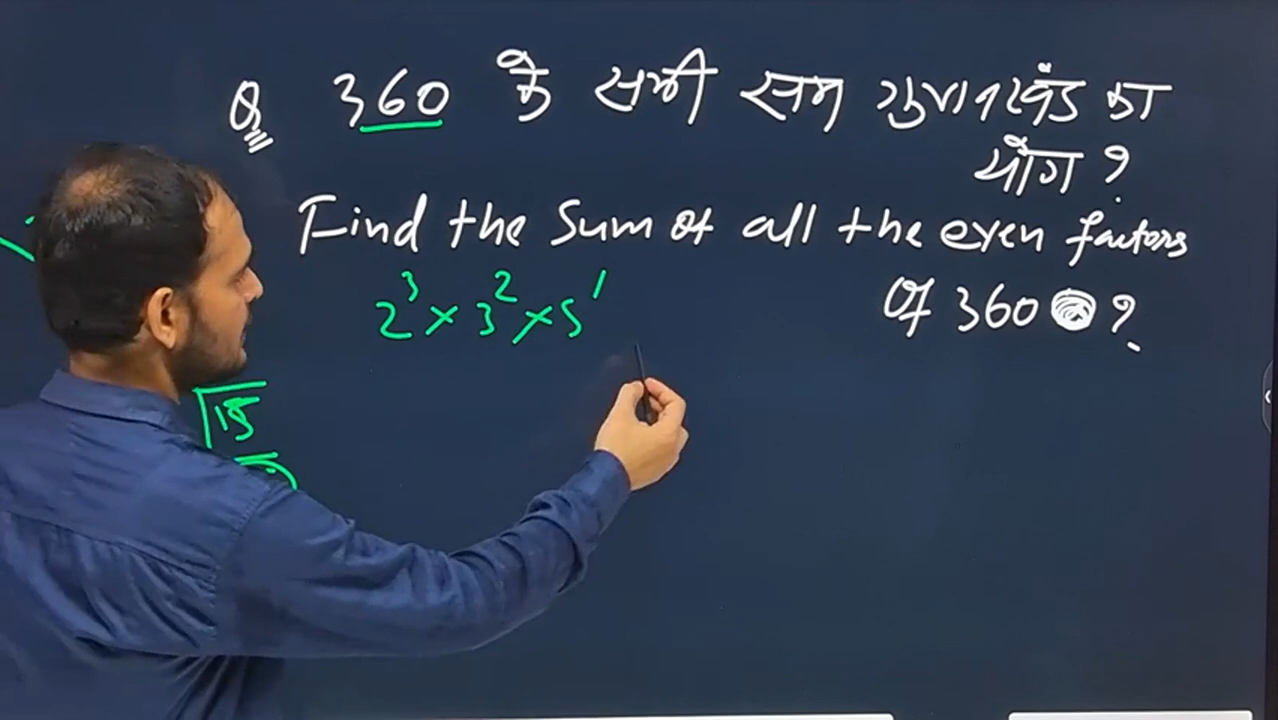 Q 360 के सभी सम गुणनखंड का
योग ?
Find the Sum of all the even factors
Of 360 ?
2³ × 3² × 5¹
15